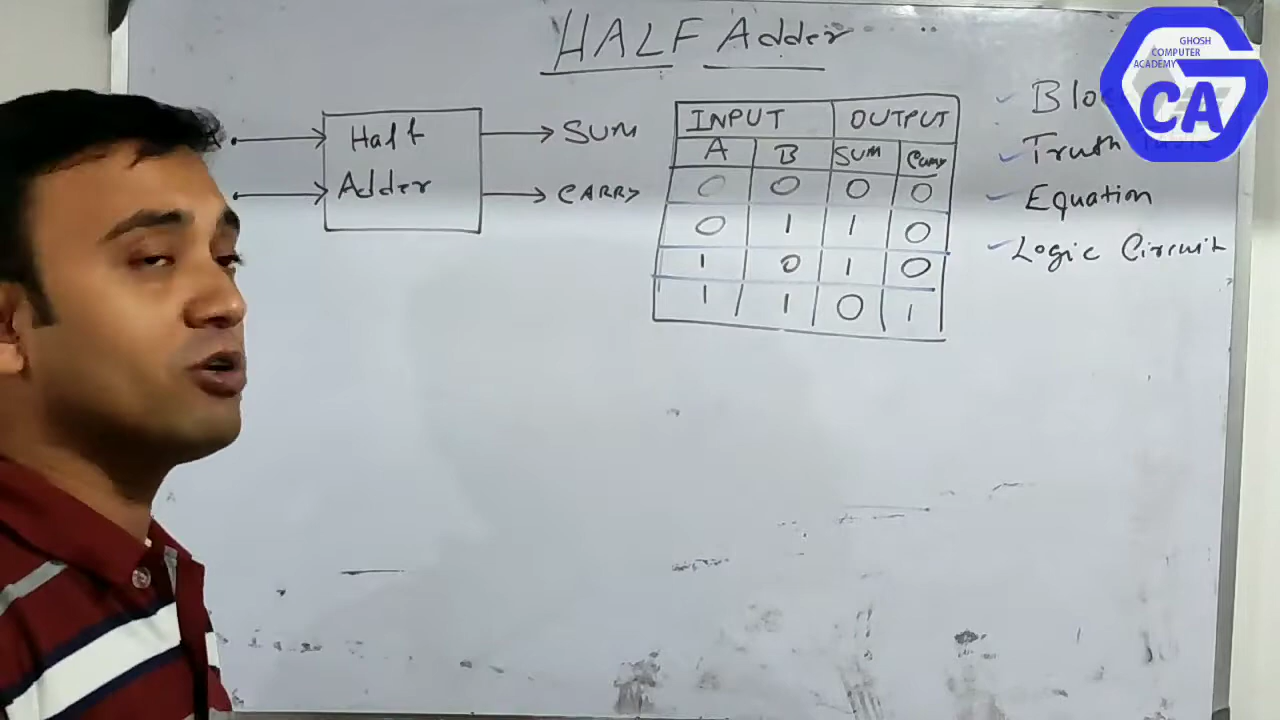 HALF Adder
GHOSH
COMPUTER
ACADEMY
CA
Half
Adder
SUM
CARRY
INPUT OUTPUT
A B SUM Carry
0 0 0 0
0 1 1 0
1 0 1 0
1 1 0 1
Truth
Equation
Logic Circuit